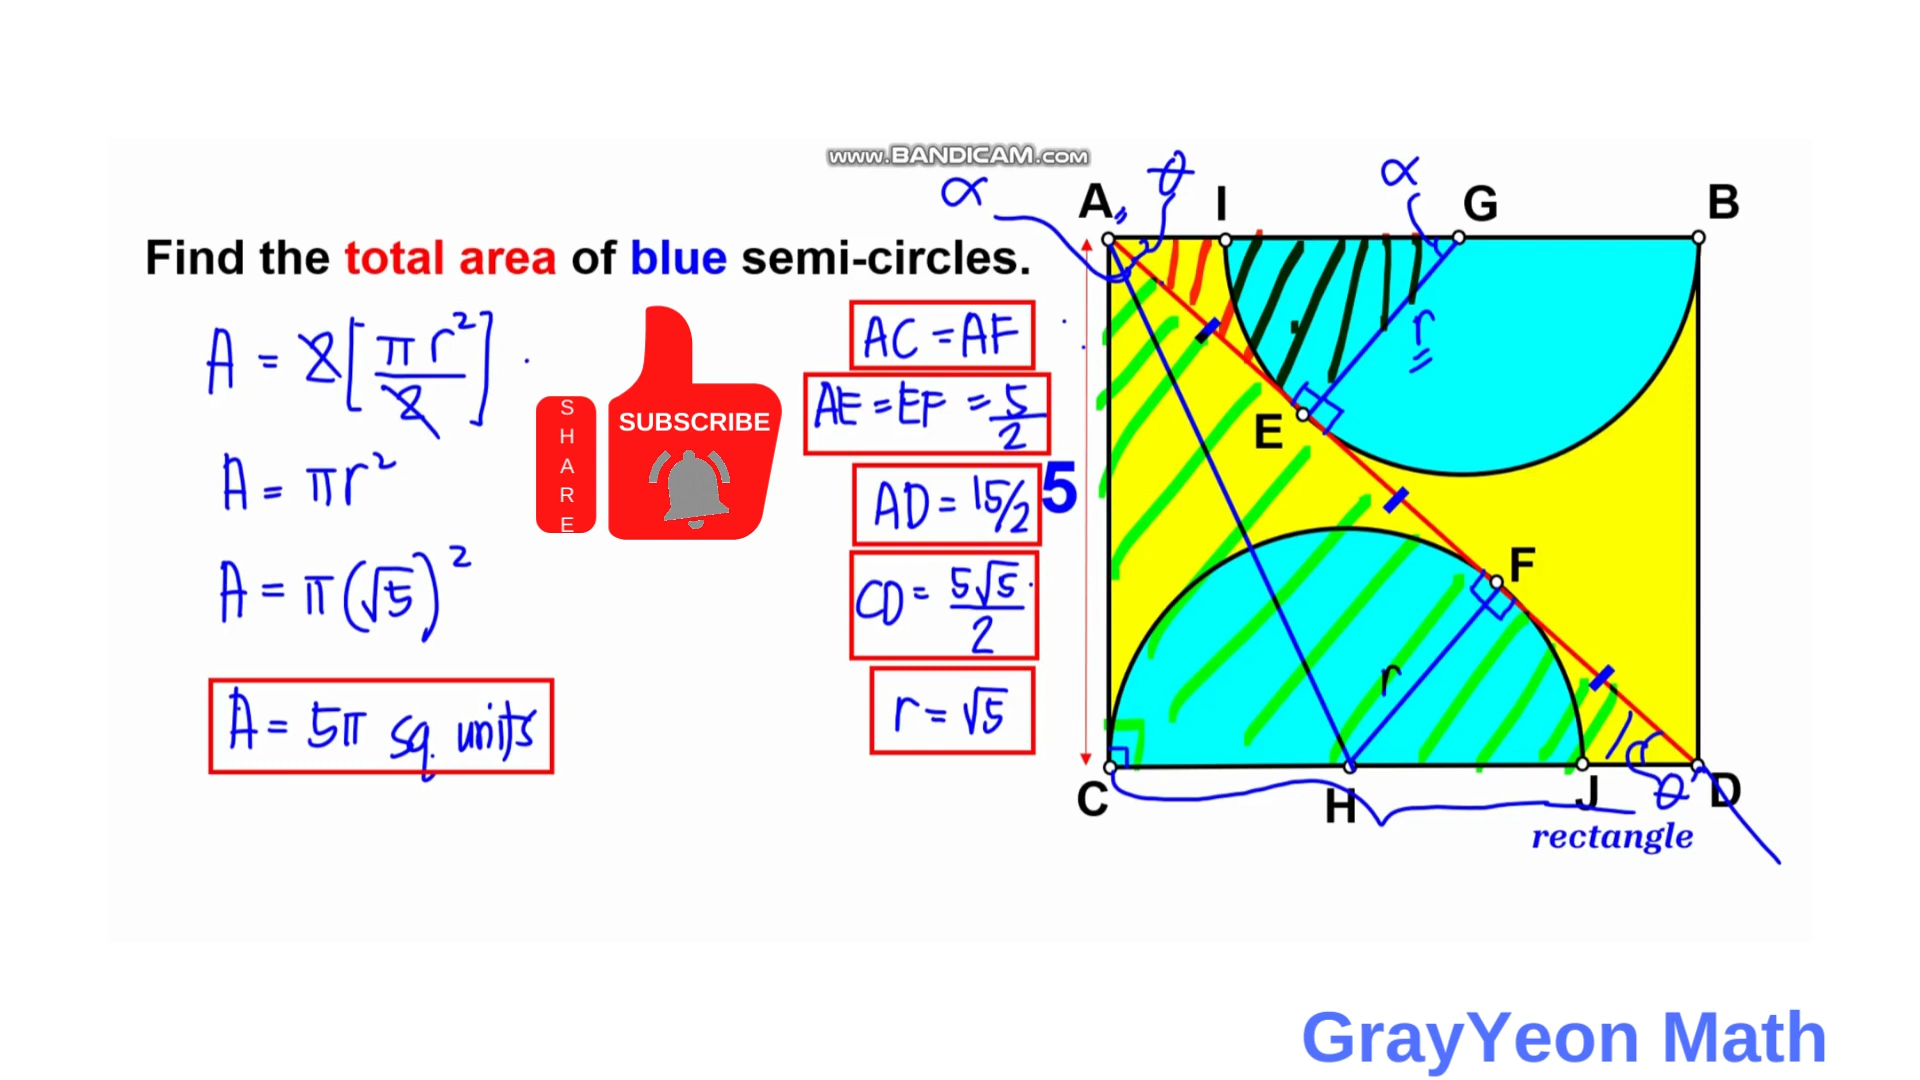 www.BANDICAM.com
Find the total area of blue semi-circles.
A = 2[πr²/2]
A = πr²
A = π(√5)²
A = 5π sq. units
SHARE
SUBSCRIBE
AC = AF
AE = EF = 5/2
AD = 15/2
CD = 5√5/2
r = √5
α
θ
α
A
I
G
B
r
E
5
F
r
C
H
J
θ
D
rectangle
GrayYeon Math